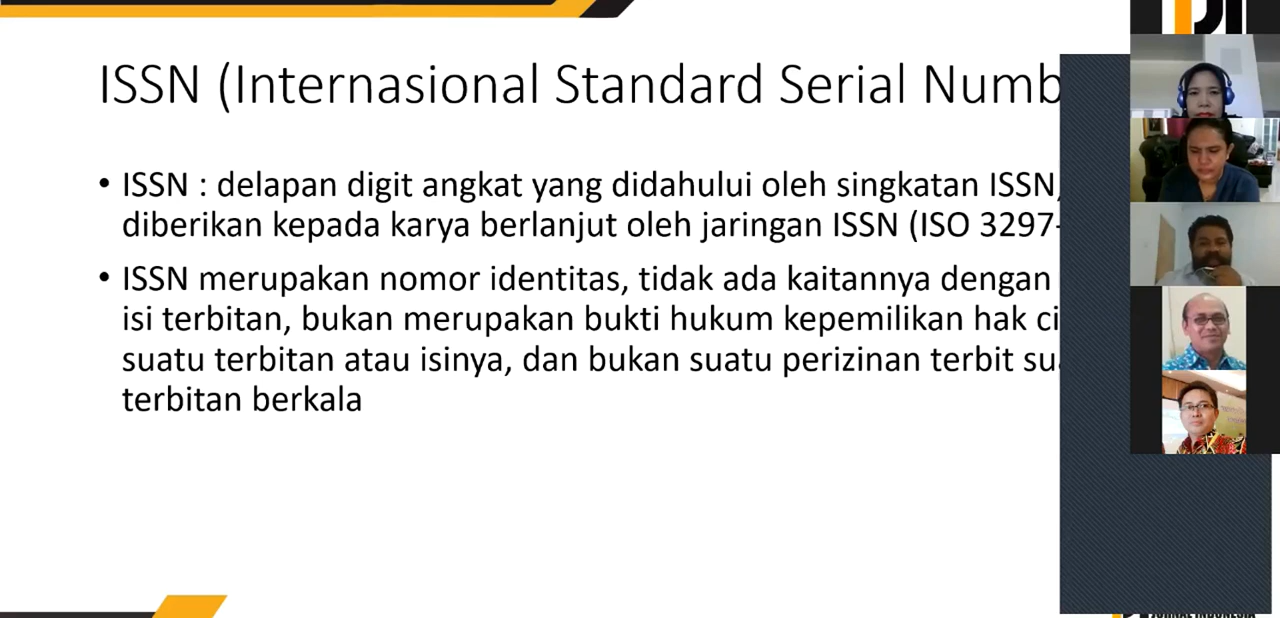 ISSN (Internasional Standard Serial Numb
• ISSN : delapan digit angkat yang didahului oleh singkatan ISSN,
diberikan kepada karya berlanjut oleh jaringan ISSN (ISO 3297-
• ISSN merupakan nomor identitas, tidak ada kaitannya dengan
isi terbitan, bukan merupakan bukti hukum kepemilikan hak ci
suatu terbitan atau isinya, dan bukan suatu perizinan terbit su
terbitan berkala